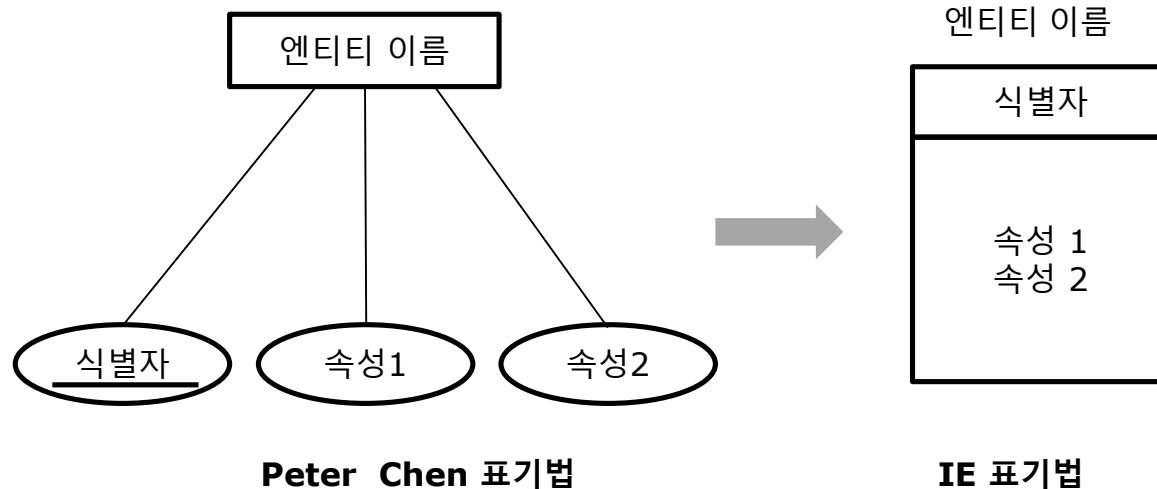 엔티티 이름
식별자
속성1
속성2
Peter Chen 표기법
엔티티 이름
식별자
속성 1
속성 2
IE 표기법